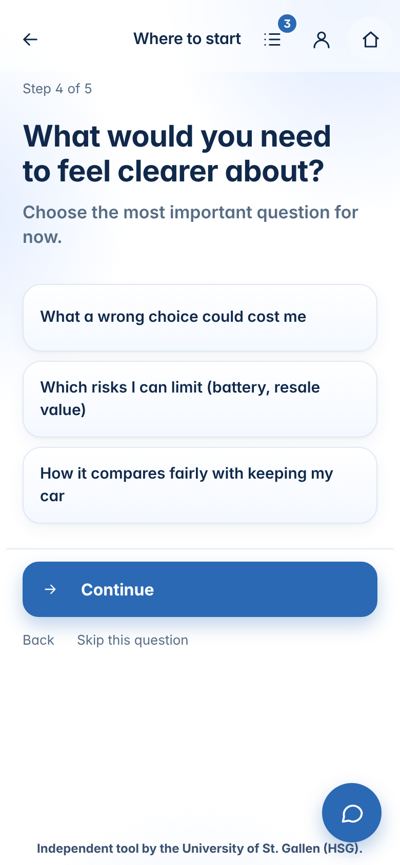 Where to start
3
Step 4 of 5
What would you need
to feel clearer about?
Choose the most important question for
now.
What a wrong choice could cost me
Which risks I can limit (battery, resale
value)
How it compares fairly with keeping my
car
Continue
Back
Skip this question
Independent tool by the University of St. Gallen (HSG).